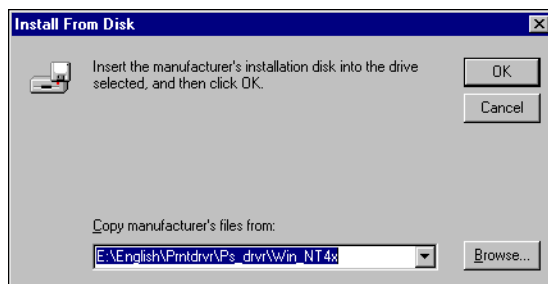 Install From Disk
Insert the manufacturer's installation disk into the drive
selected, and then click OK.
OK
Cancel
Copy manufacturer's files from:
E:\English\Prntdrvr\Ps_drvr\Win_NT4x
Browse...